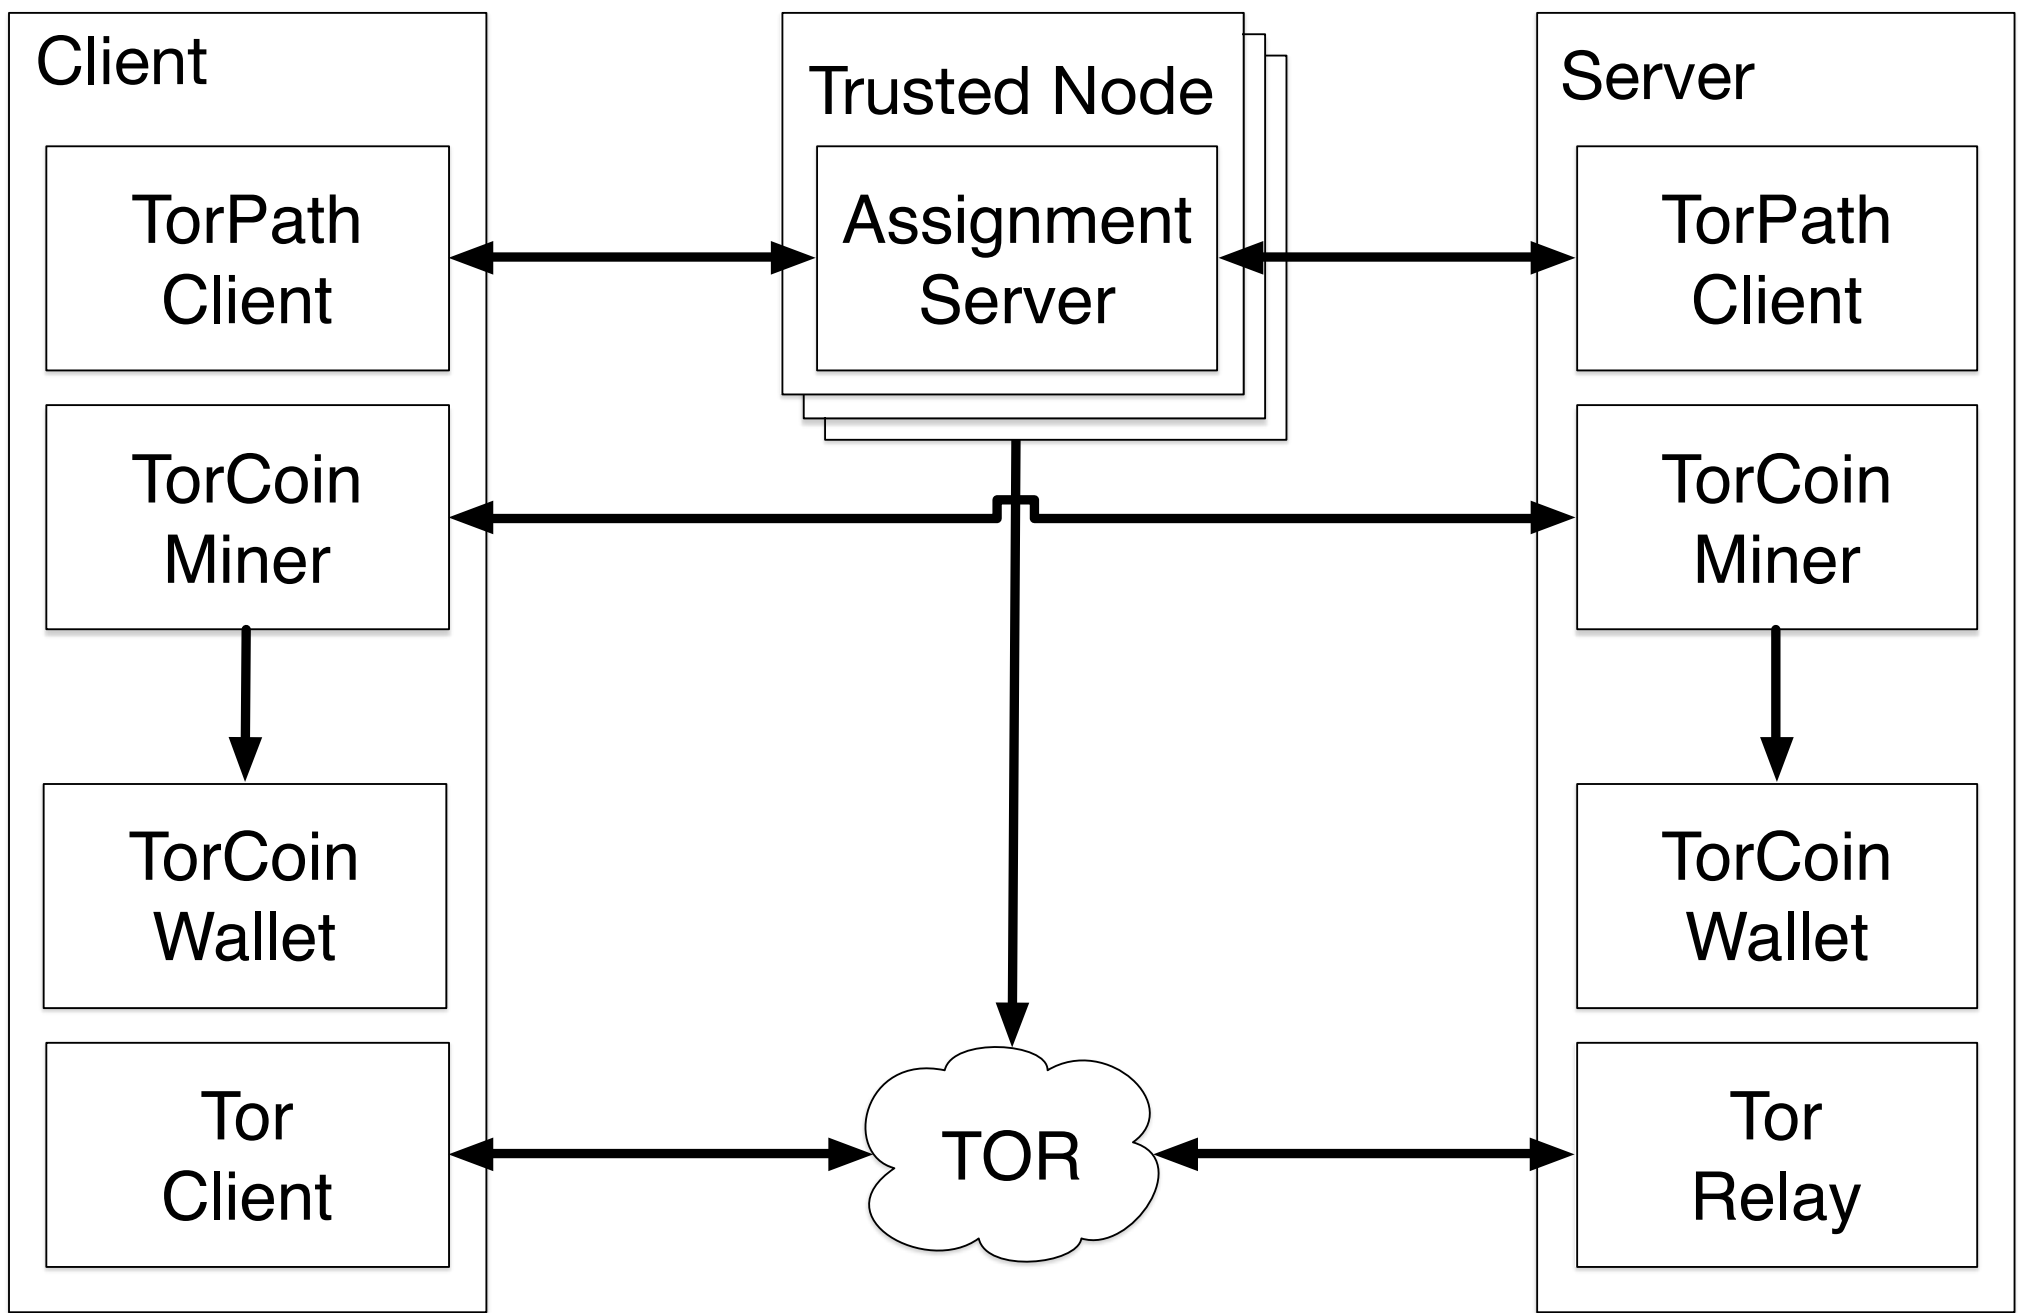 Client
TorPath
Client
TorCoin
Miner
TorCoin
Wallet
Tor
Client
Trusted Node
Assignment
Server
TOR
Server
TorPath
Client
TorCoin
Miner
TorCoin
Wallet
Tor
Relay